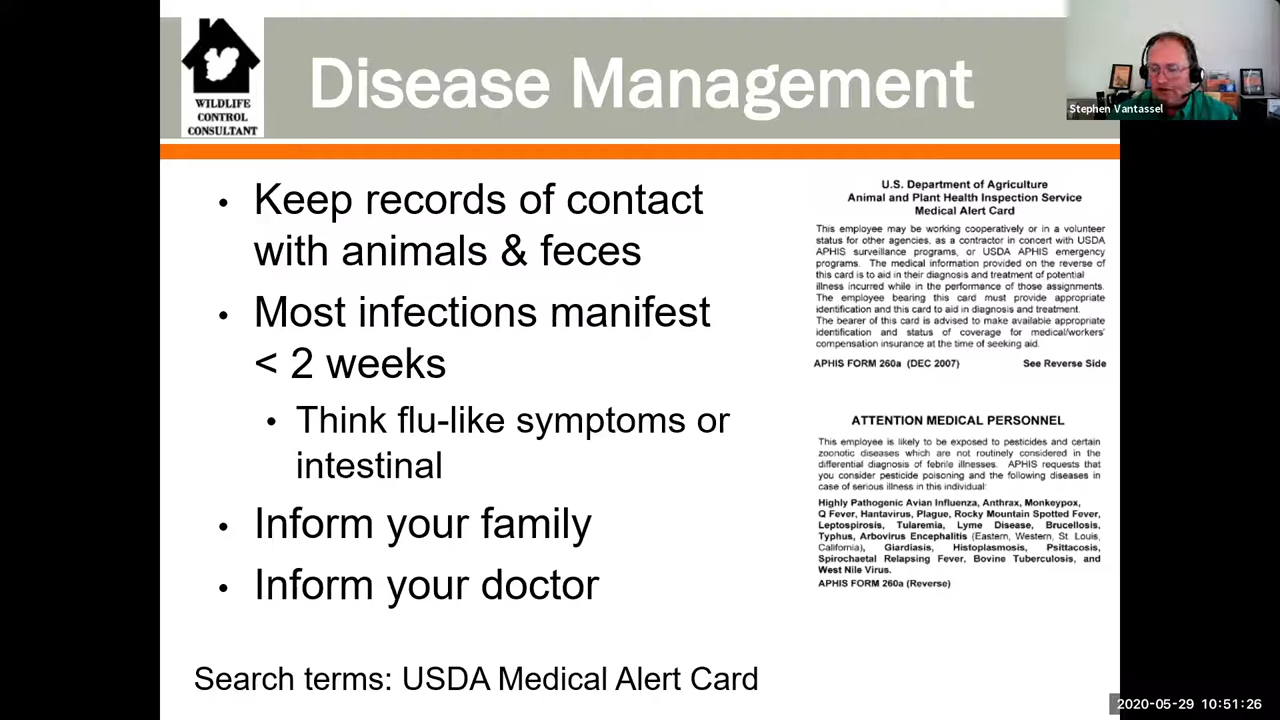 WILDLIFE
CONTROL
CONSULTANT
Disease Management
Stephen Vantassel
• Keep records of contact
with animals & feces
• Most infections manifest
< 2 weeks
• Think flu-like symptoms or
intestinal
• Inform your family
• Inform your doctor
Search terms: USDA Medical Alert Card
U.S. Department of Agriculture
Animal and Plant Health Inspection Service
Medical Alert Card
This employee may be working cooperatively or in a volunteer
status for other agencies, as a contractor in concert with USDA
APHIS surveillance programs, or USDA APHIS emergency
programs. The medical information provided on the reverse of
this card is to aid in their diagnosis and treatment of potential
illness incurred while in the performance of those assignments.
The employee bearing this card must provide appropriate
identification and this card to aid in diagnosis and treatment.
The bearer of this card is advised to make available appropriate
identification and status of coverage for medical/workers'
compensation insurance at the time of seeking aid.
APHIS FORM 260a (DEC 2007) See Reverse Side
ATTENTION MEDICAL PERSONNEL
This employee is likely to be exposed to pesticides and certain
zoonotic diseases which are not routinely considered in the
differential diagnosis of febrile illnesses. APHIS requests that
you consider pesticide poisoning and the following diseases in
case of serious illness in this individual:
Highly Pathogenic Avian Influenza, Anthrax, Monkeypox,
Q Fever, Hantavirus, Plague, Rocky Mountain Spotted Fever,
Leptospirosis, Tularemia, Lyme Disease, Brucellosis,
Typhus, Arbovirus Encephalitis (Eastern, Western, St. Louis,
California), Giardiasis, Histoplasmosis, Psittacosis,
Spirochaetal Relapsing Fever, Bovine Tuberculosis, and
West Nile Virus.
APHIS FORM 260a (Reverse)
2020-05-29 10:51:26